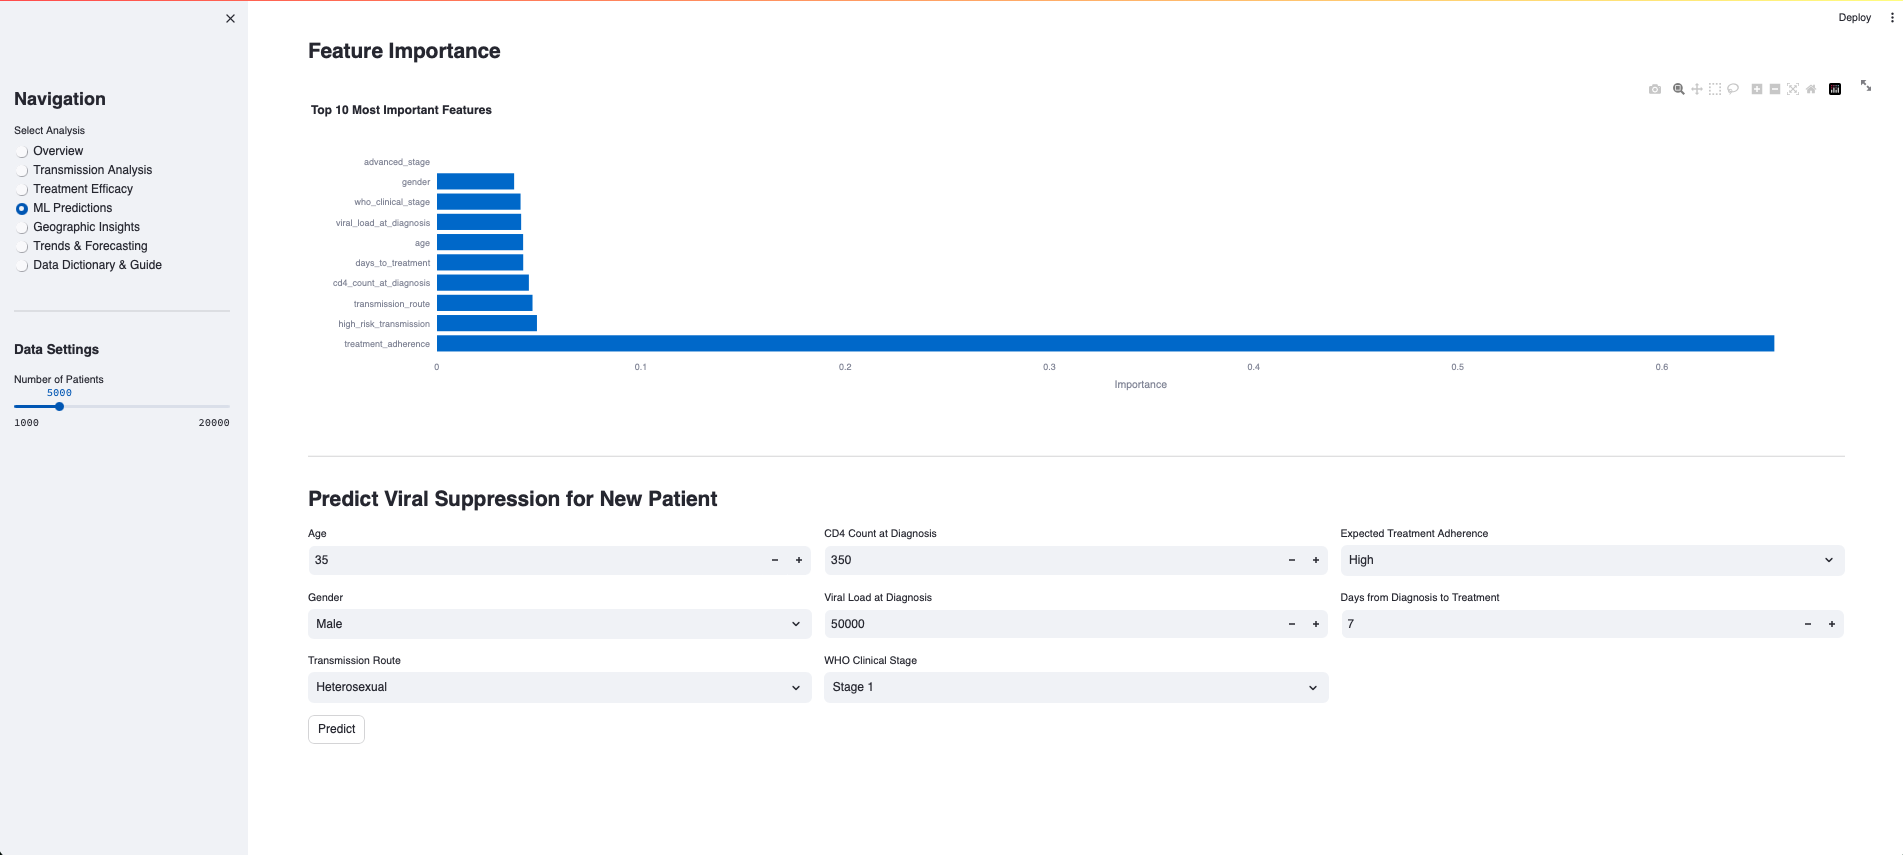 Deploy
Navigation
Select Analysis
Overview
Transmission Analysis
Treatment Efficacy
ML Predictions
Geographic Insights
Trends & Forecasting
Data Dictionary & Guide
Data Settings
Number of Patients
5000
1000 20000
Feature Importance
Top 10 Most Important Features
advanced_stage
gender
who_clinical_stage
viral_load_at_diagnosis
age
days_to_treatment
cd4_count_at_diagnosis
transmission_route
high_risk_transmission
treatment_adherence
0 0.1 0.2 0.3 0.4 0.5 0.6
Importance
Predict Viral Suppression for New Patient
Age CD4 Count at Diagnosis Expected Treatment Adherence
35 350 High
Gender Viral Load at Diagnosis Days from Diagnosis to Treatment
Male 50000 7
Transmission Route WHO Clinical Stage
Heterosexual Stage 1
Predict